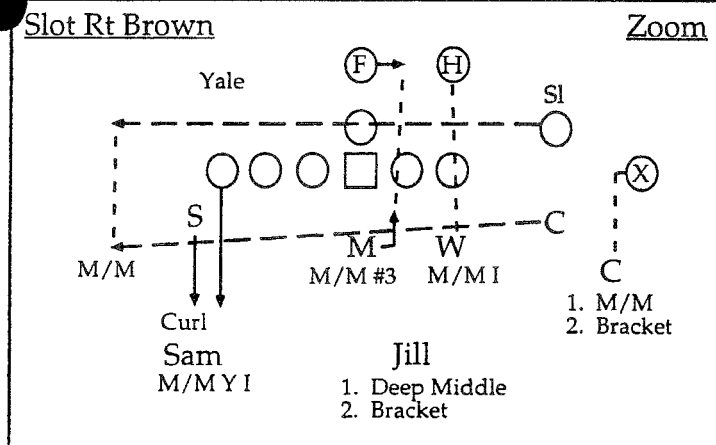 Slot Rt Brown
Zoom
F
H
Yale
Sl
X
S
C
M
W
M/M
M/M #3
M/M I
C
1. M/M
2. Bracket
Curl
Sam
M/M Y I
Jill
1. Deep Middle
2. Bracket